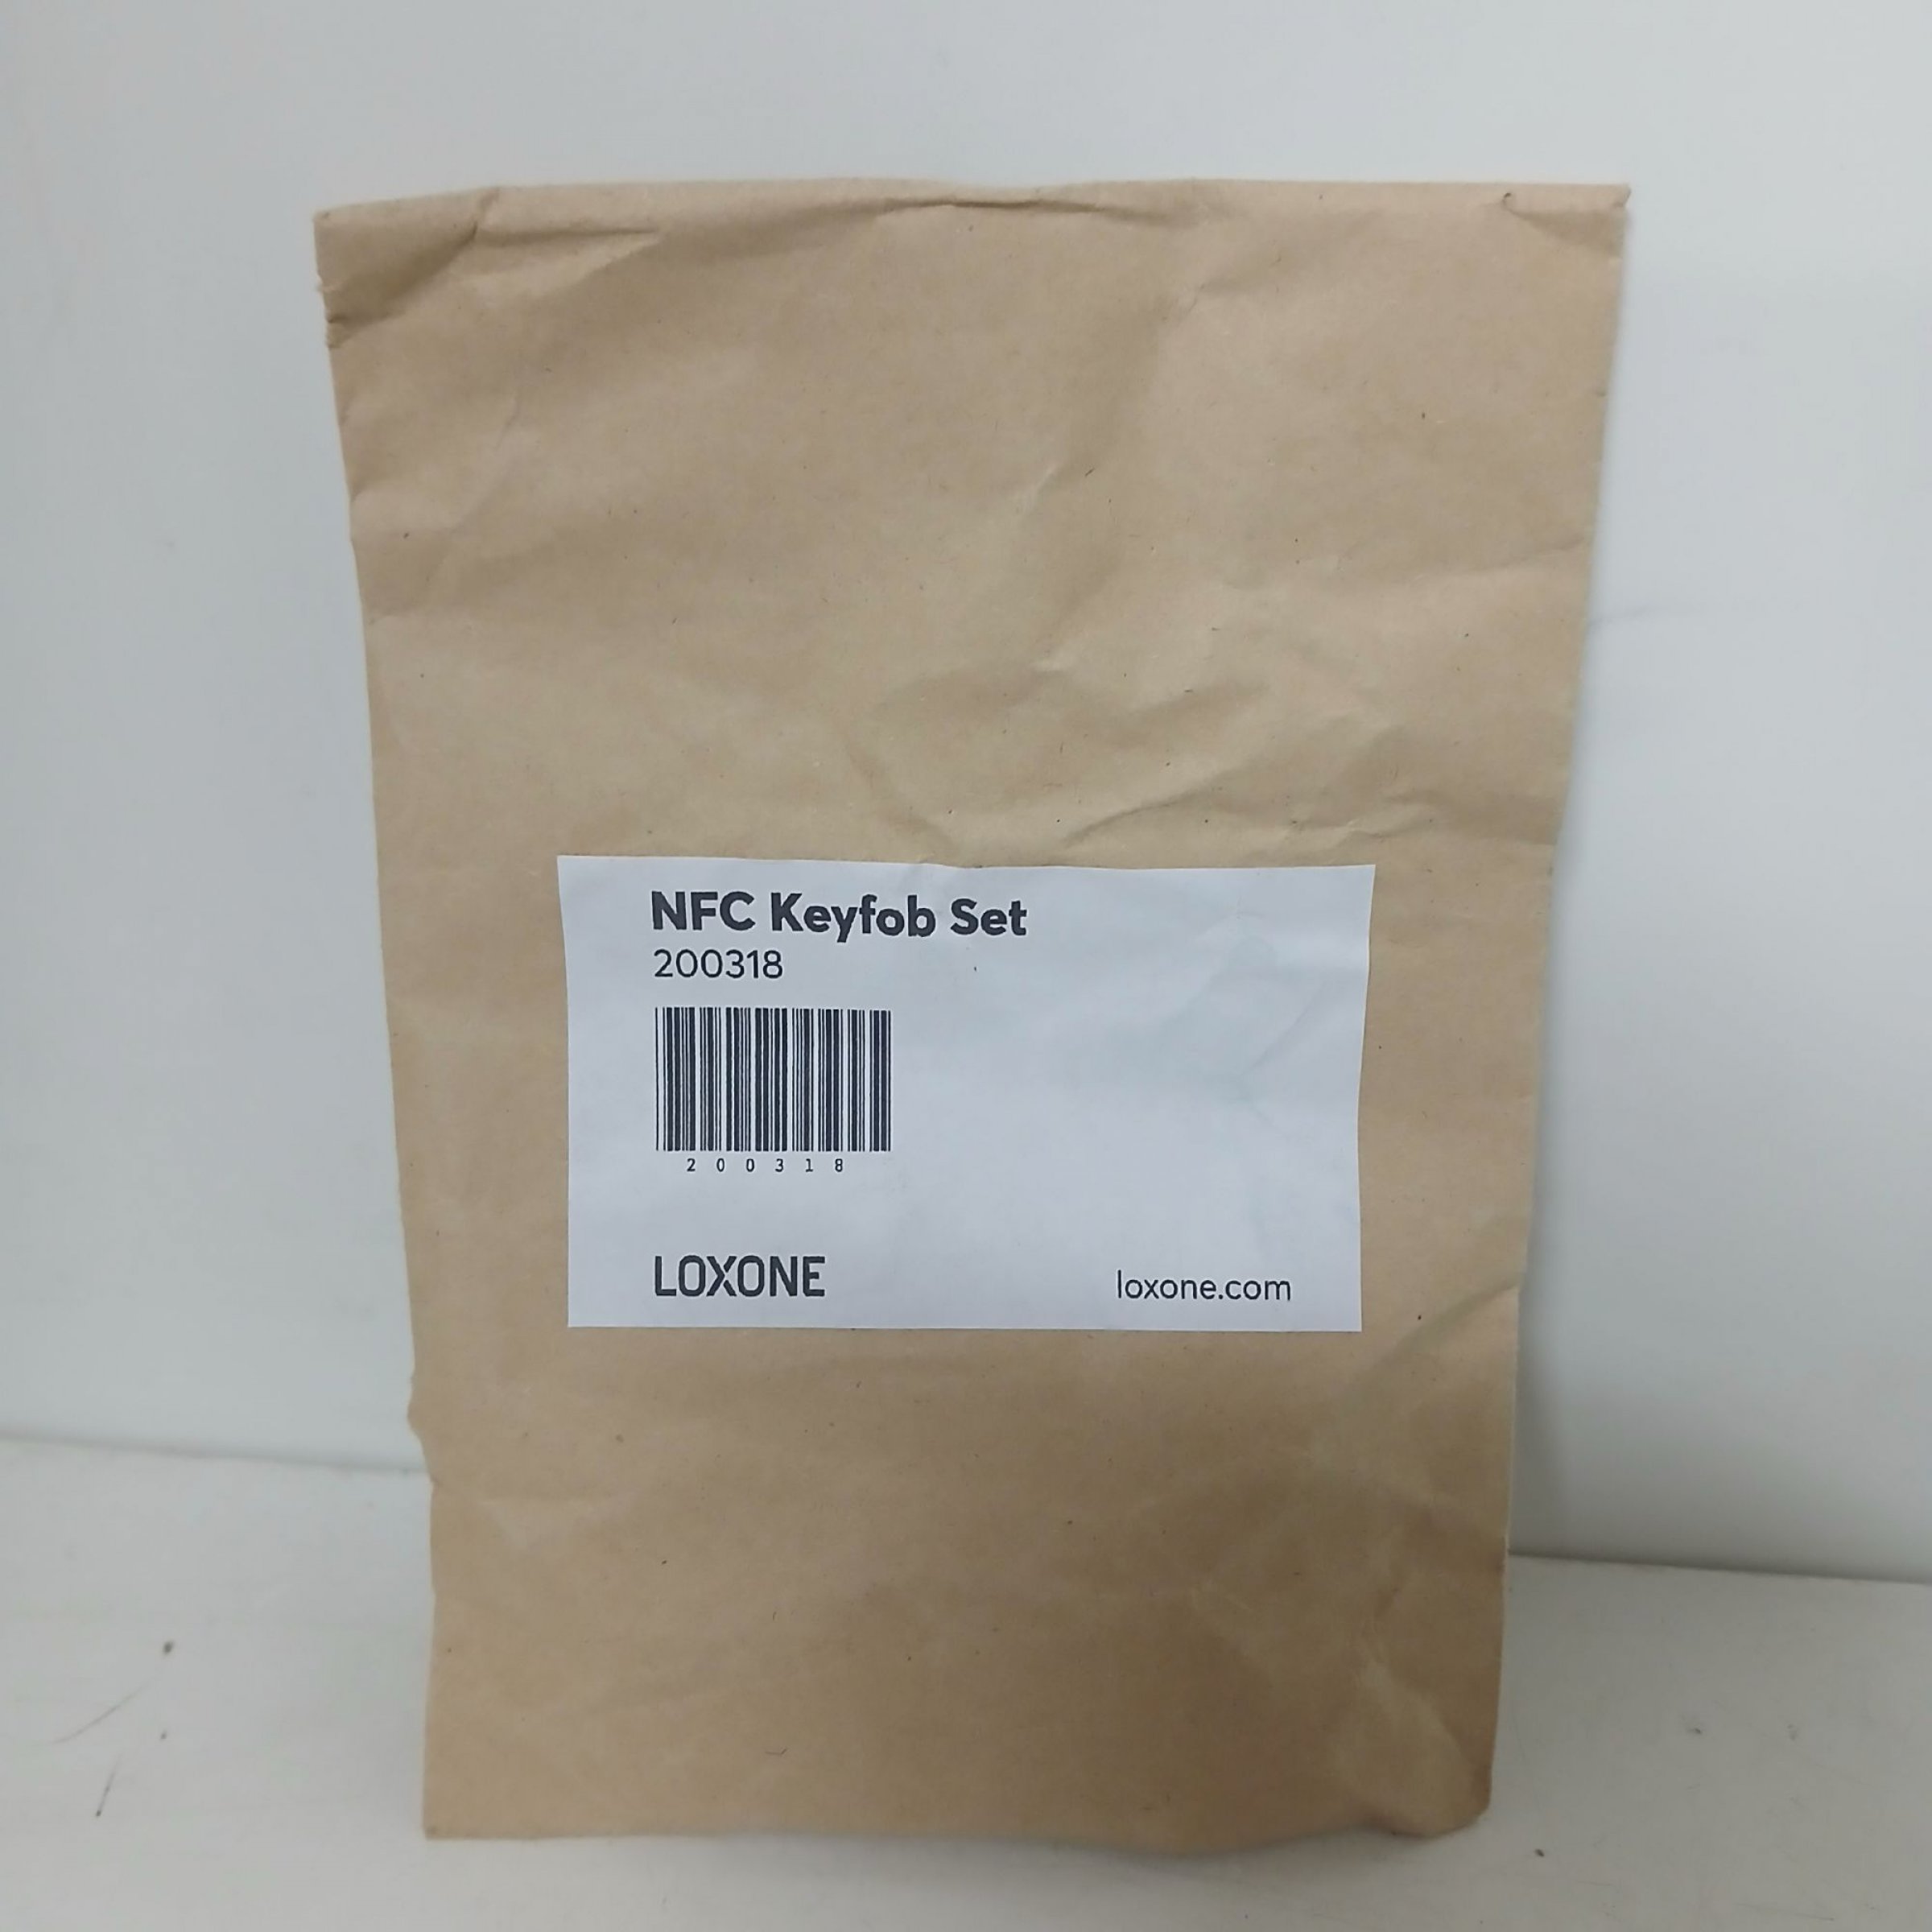 NFC Keyfob Set
200318
200318
LOXONE
loxone.com